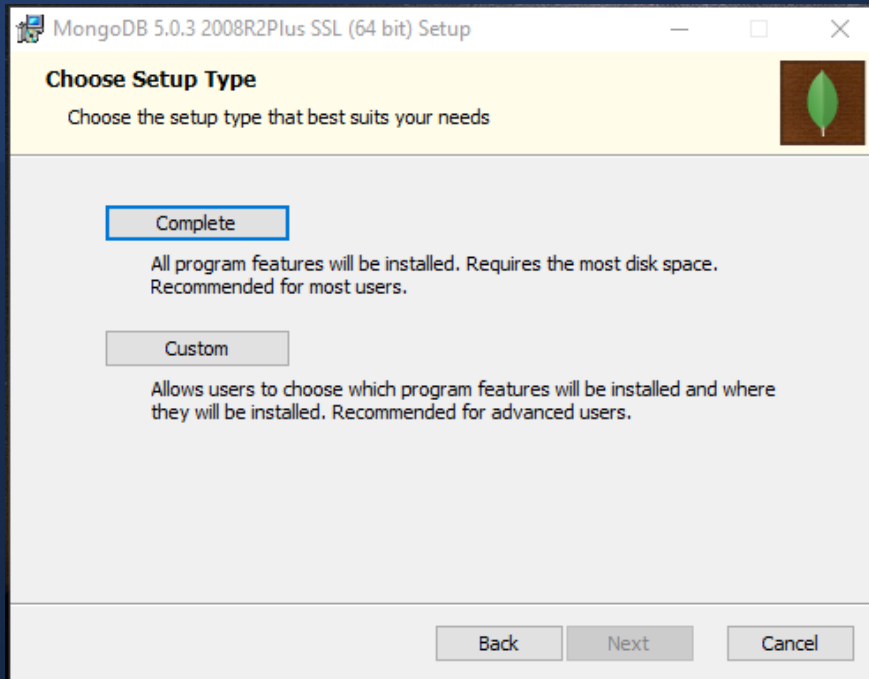 MongoDB 5.0.3 2008R2Plus SSL (64 bit) Setup
Choose Setup Type
Choose the setup type that best suits your needs
Complete
All program features will be installed. Requires the most disk space.
Recommended for most users.
Custom
Allows users to choose which program features will be installed and where
they will be installed. Recommended for advanced users.
Back Next Cancel